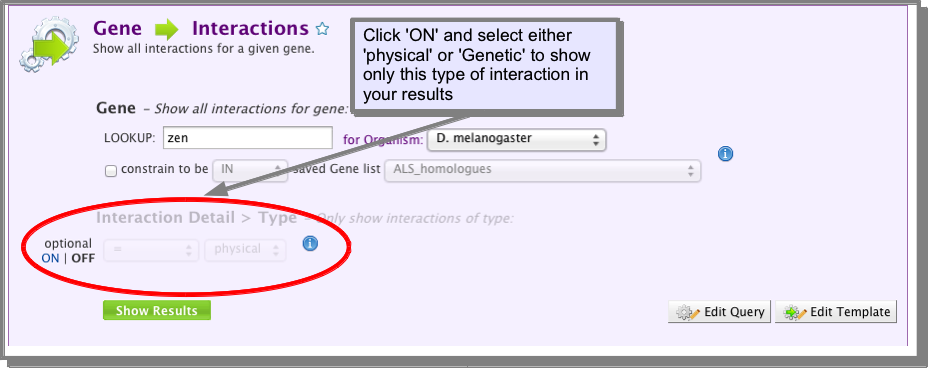 Gene Interactions
Show all interactions for a given gene.
Click 'ON' and select either
'physical' or 'Genetic' to show
only this type of interaction in
your results
Gene – Show all interactions for gene:
LOOKUP: zen for Organism: D. melanogaster
constrain to be IN saved Gene list ALS_homologues
Interaction Detail > Type – Only show interactions of type:
optional
ON | OFF = physical
Show Results Edit Query Edit Template